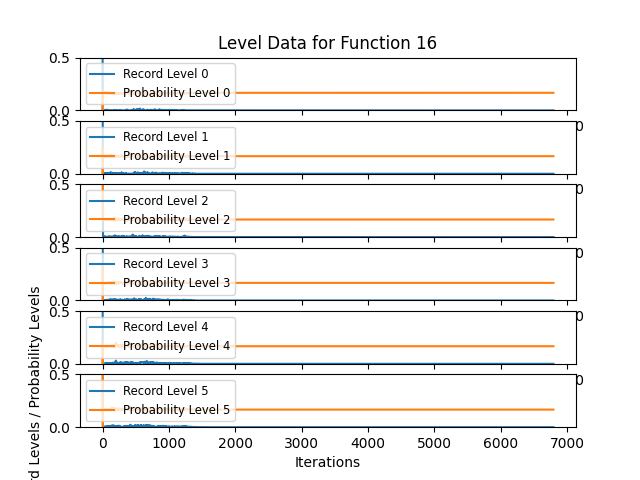 Level Data for Function 16
0.5
Record Level 0
Probability Level 0
0.0
0.5
0
Record Level 1
Probability Level 1
0.0
0.5
0
Record Level 2
Probability Level 2
0.0
0.5
0
Record Level 3
Probability Level 3
0.0
0.5
0
Record Level 4
Probability Level 4
0.0
0.5
0
Record Level 5
Probability Level 5
0.0
0 1000 2000 3000 4000 5000 6000 7000
Iterations
rd Levels / Probability Levels